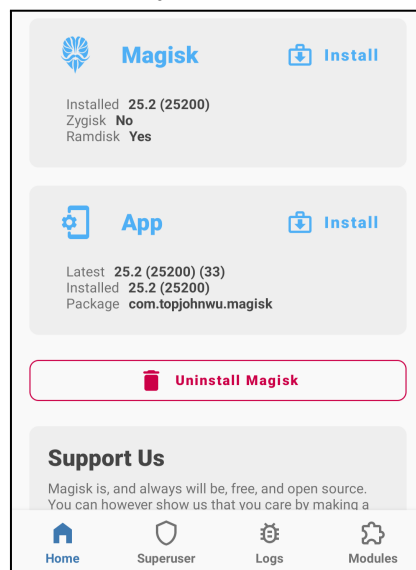 Magisk
Install
Installed 25.2 (25200)
Zygisk No
Ramdisk Yes
App
Install
Latest 25.2 (25200) (33)
Installed 25.2 (25200)
Package com.topjohnwu.magisk
Uninstall Magisk
Support Us
Magisk is, and always will be, free, and open source.
You can however show us that you care by making a
Home
Superuser
Logs
Modules